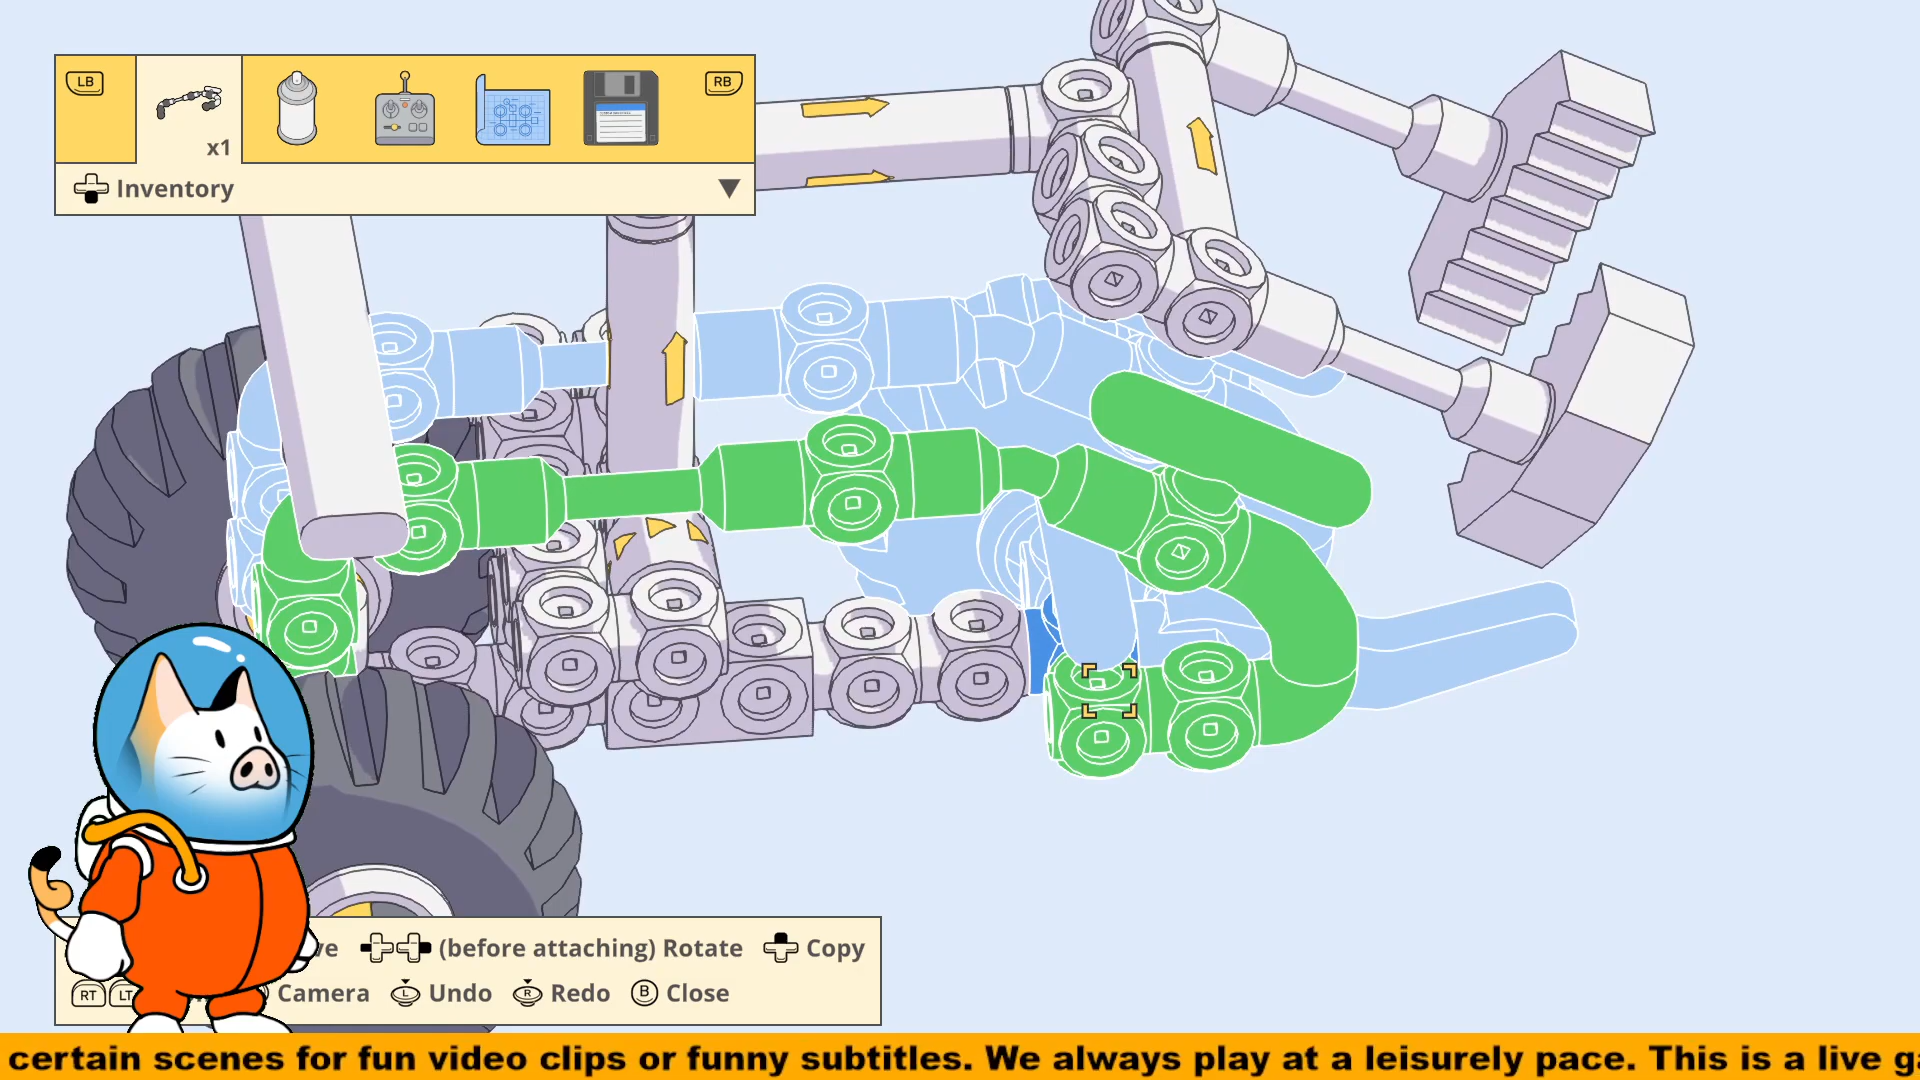 LB
RB
x1
Inventory
ve (before attaching) Rotate Copy
RT LT Camera L Undo R Redo B Close
certain scenes for fun video clips or funny subtitles. We always play at a leisurely pace. This is a live ga